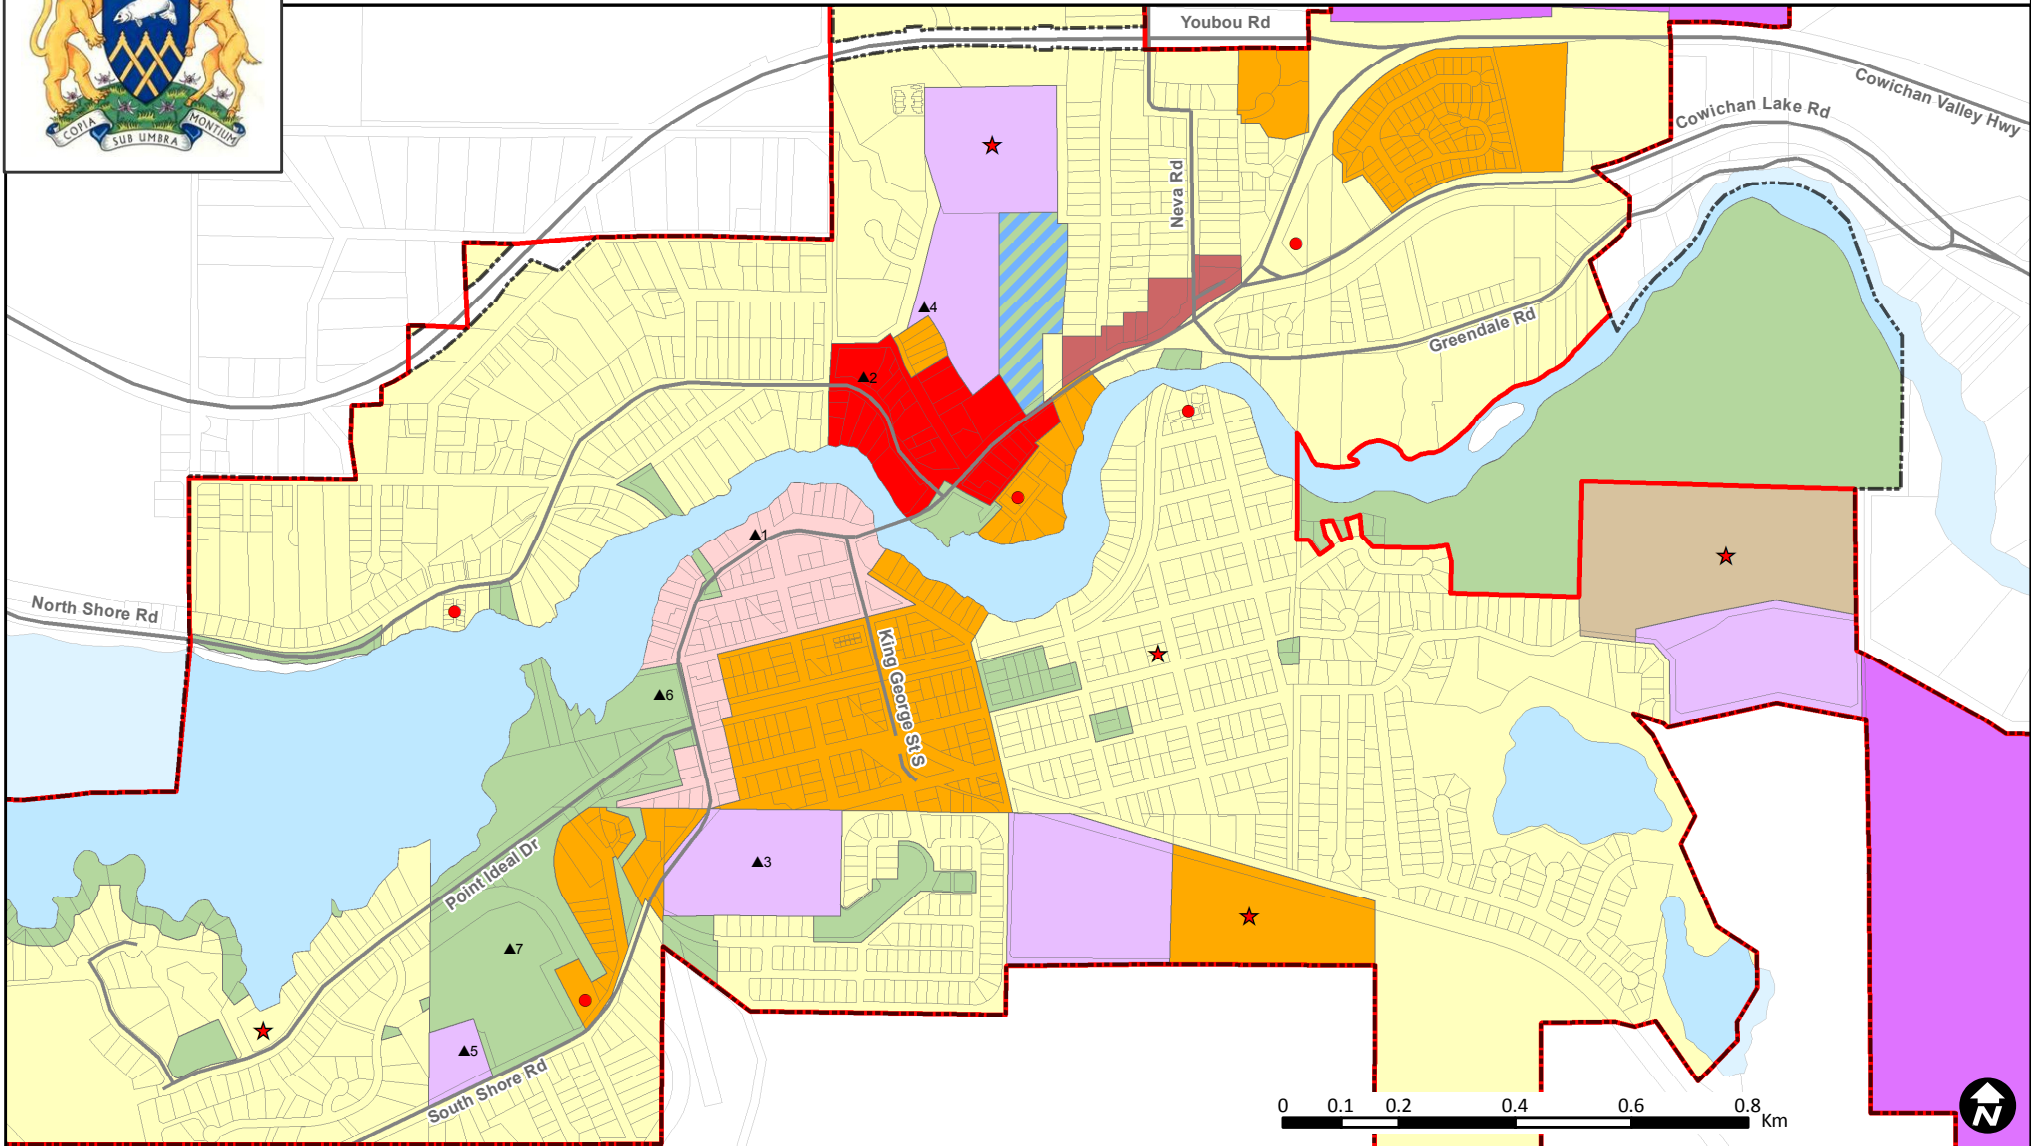 COPIA
SUB UMBRA
MONTIUM
Youbou Rd
Cowichan Valley Hwy
Cowichan Lake Rd
Neva Rd
4
Greendale Rd
2
1
North Shore Rd
King George St S
6
Point Ideal Dr
3
7
5
South Shore Rd
0 0.1 0.2 0.4 0.6 0.8 Km
N